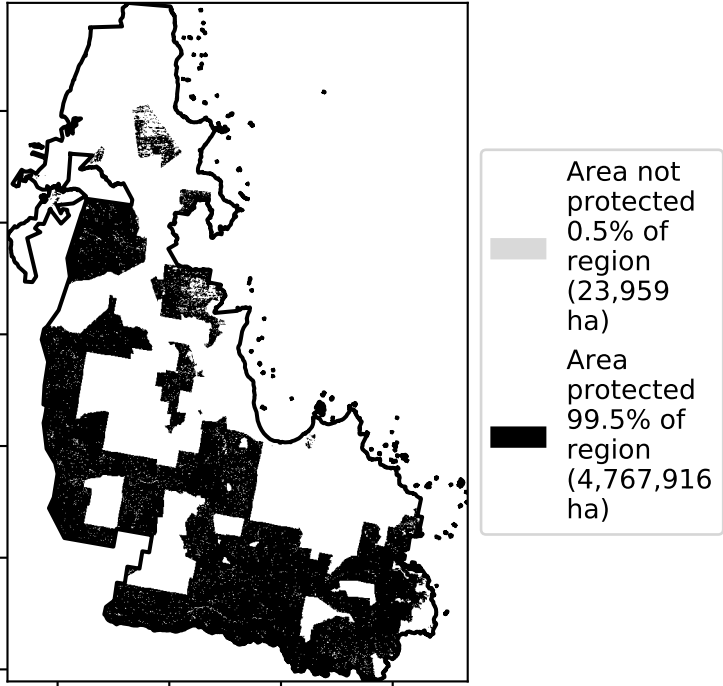 Area not
protected
0.5% of
region
(23,959
ha)
Area
protected
99.5% of
region
(4,767,916
ha)